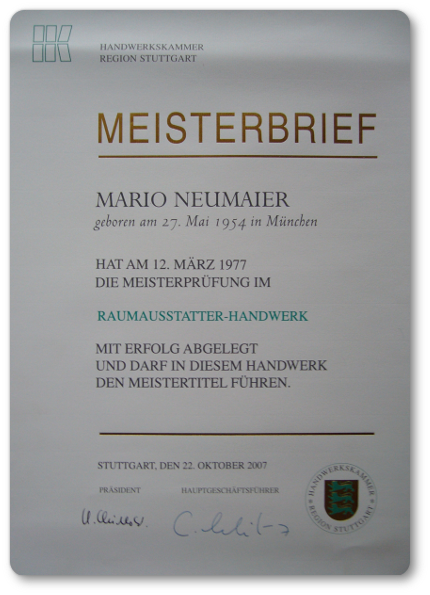 HANDWERKSKAMMER
REGION STUTTGART
MEISTERBRIEF
MARIO NEUMAIER
geboren am 27. Mai 1954 in München
HAT AM 12. MÄRZ 1977
DIE MEISTERPRÜFUNG IM
RAUMAUSSTATTER-HANDWERK
MIT ERFOLG ABGELEGT
UND DARF IN DIESEM HANDWERK
DEN MEISTERTITEL FÜHREN.
STUTTGART, DEN 22. OKTOBER 2007
PRÄSIDENT HAUPTGESCHÄFTSFÜHRER
HANDWERKSKAMMER
REGION STUTTGART